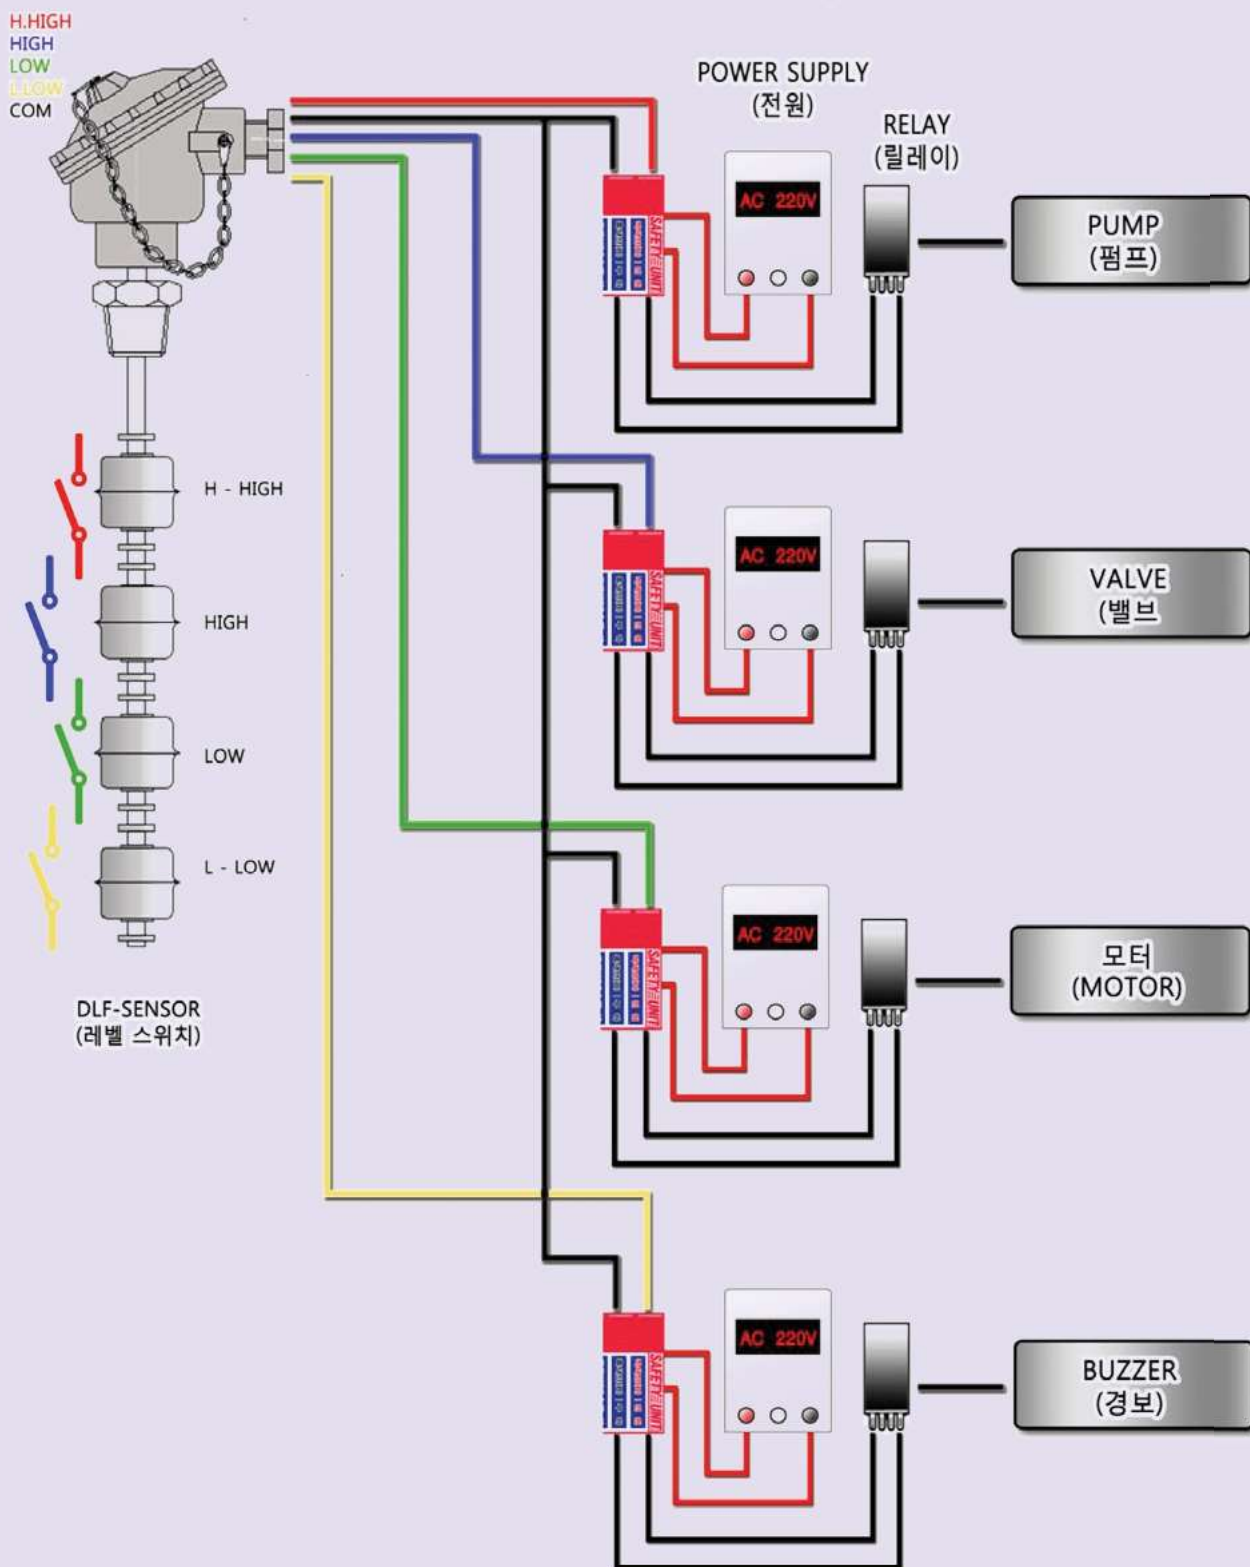 H.HIGH
HIGH
LOW
L.LOW
COM
POWER SUPPLY
(전원)
RELAY
(릴레이)
AC 220V
SAFETY UNIT
PUMP
(펌프)
H - HIGH
HIGH
LOW
L - LOW
DLF-SENSOR
(레벨 스위치)
AC 220V
SAFETY UNIT
VALVE
(밸브
AC 220V
SAFETY UNIT
모터
(MOTOR)
AC 220V
SAFETY UNIT
BUZZER
(경보)